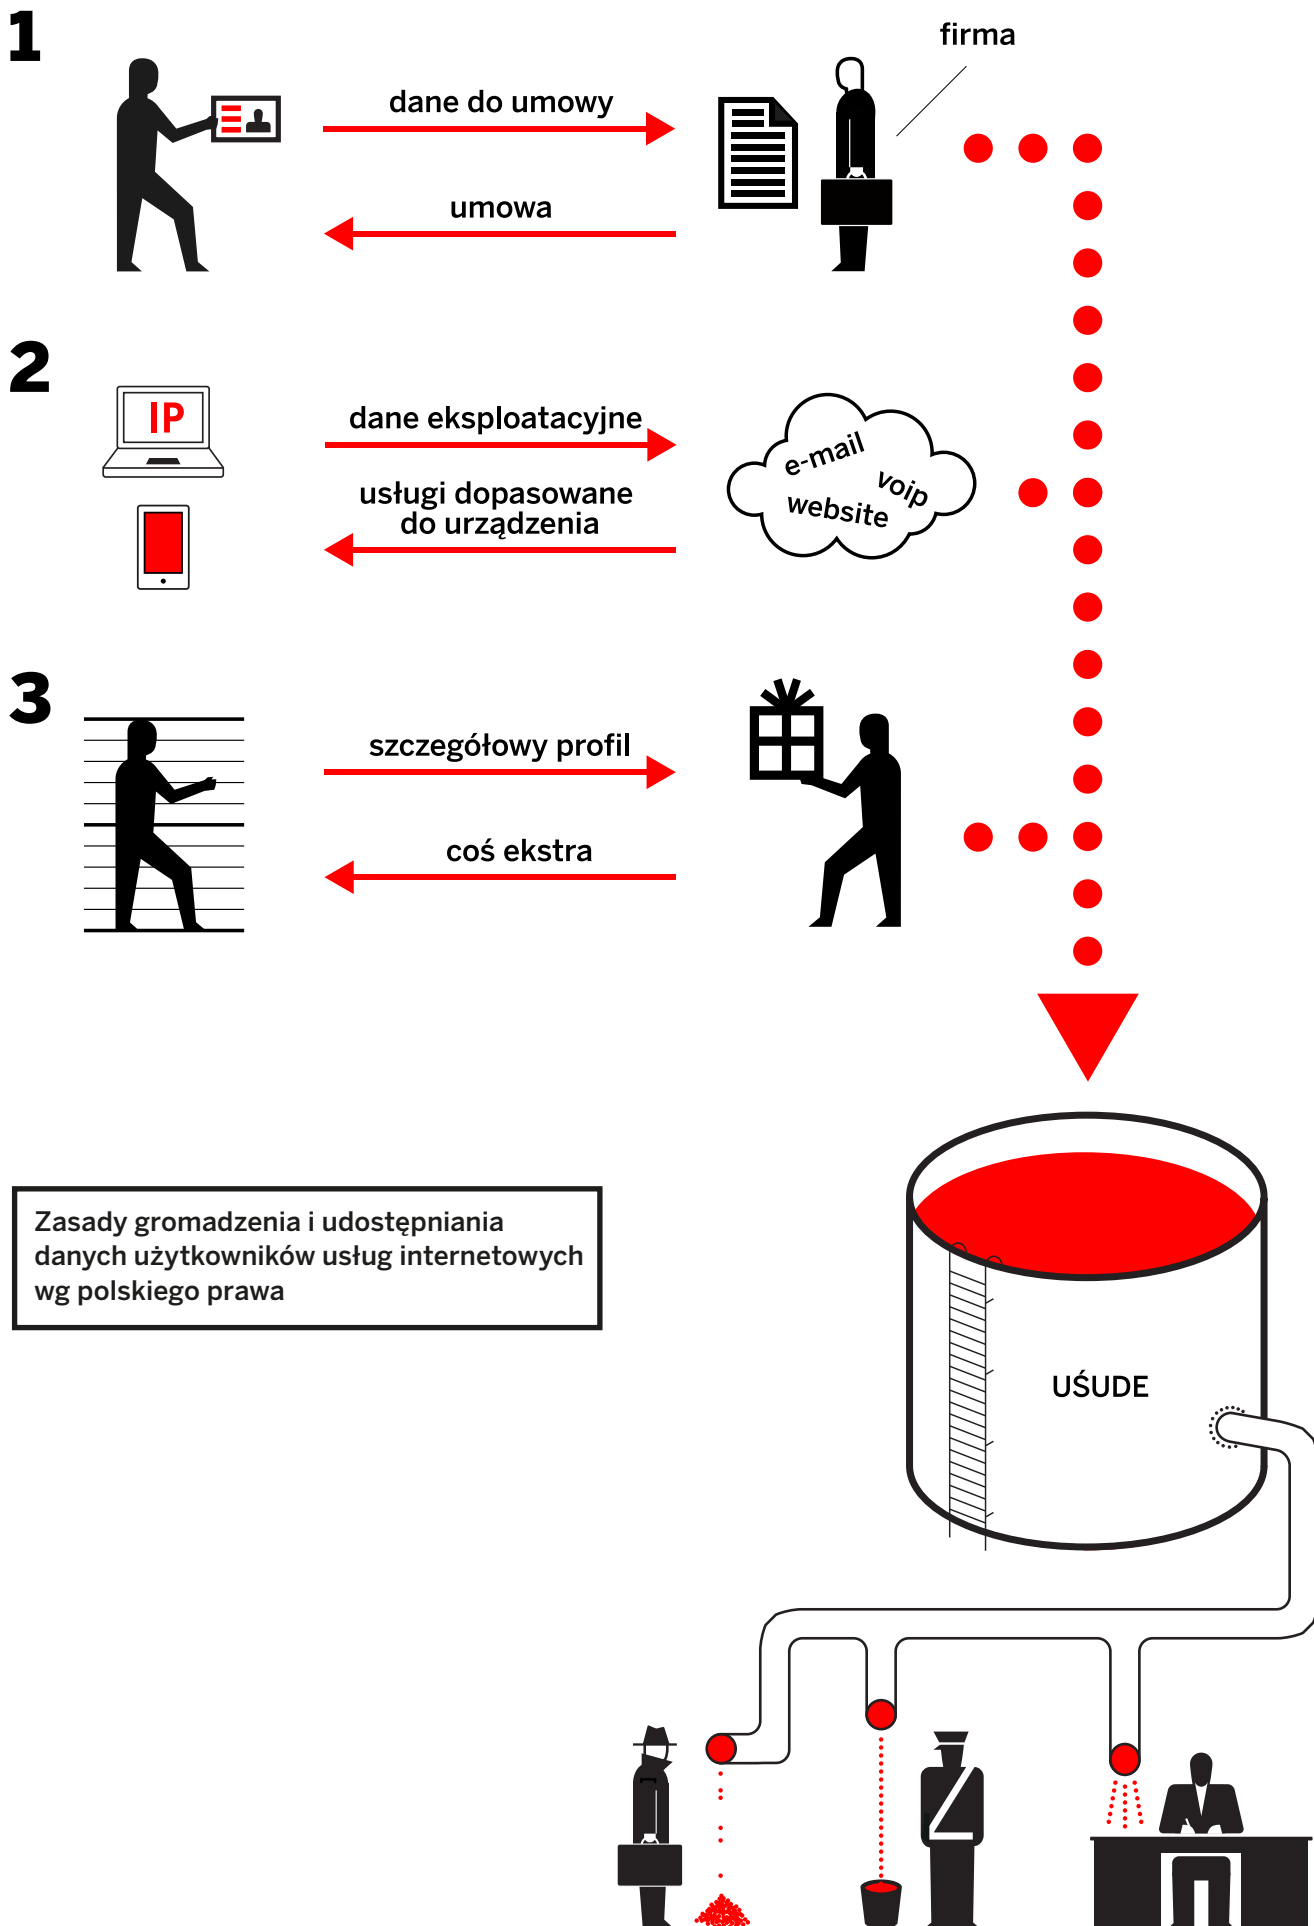 1
firma
dane do umowy
umowa
2
IP
dane eksploatacyjne
usługi dopasowane
do urządzenia
e-mail
voip
website
3
szczegółowy profil
coś ekstra
Zasady gromadzenia i udostępniania
danych użytkowników usług internetowych
wg polskiego prawa
UŚUDE